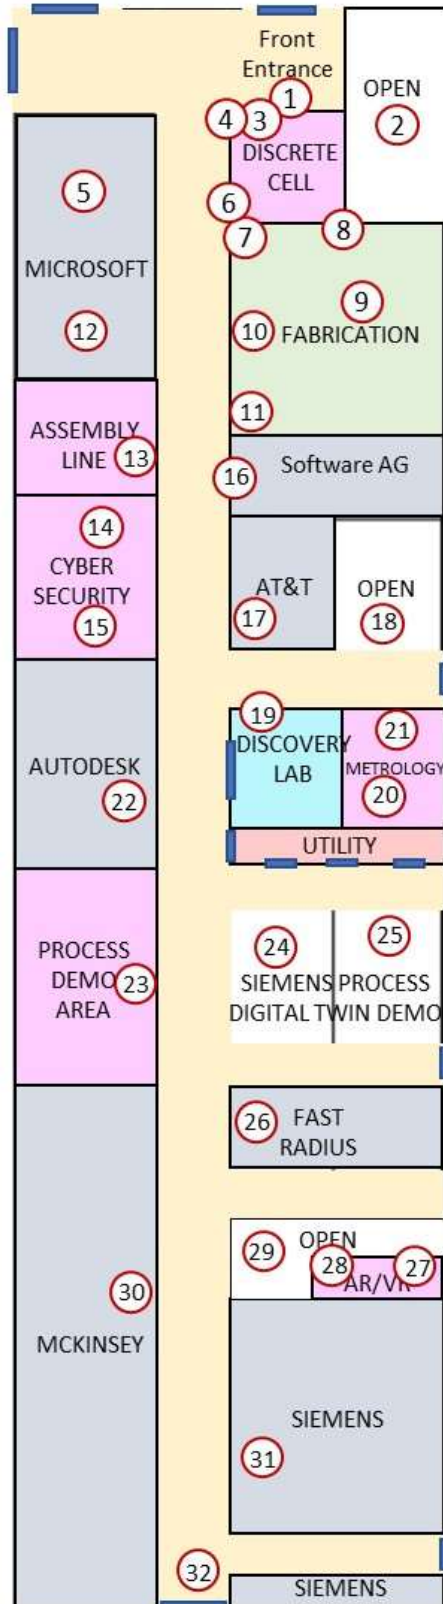 Front
Entrance
1
OPEN
2
4
3
DISCRETE
CELL
5
6
7
8
MICROSOFT
9
12
10
FABRICATION
11
ASSEMBLY
LINE
13
16
Software AG
14
CYBER
SECURITY
15
AT&T
17
OPEN
18
19
DISCOVERY
LAB
21
METROLOGY
20
AUTODESK
22
UTILITY
PROCESS
DEMO
AREA
23
24
25
SIEMENS PROCESS
DIGITAL TWIN DEMO
26
FAST
RADIUS
OPEN
29
28
27
AR/VR
30
MCKINSEY
SIEMENS
31
32
SIEMENS